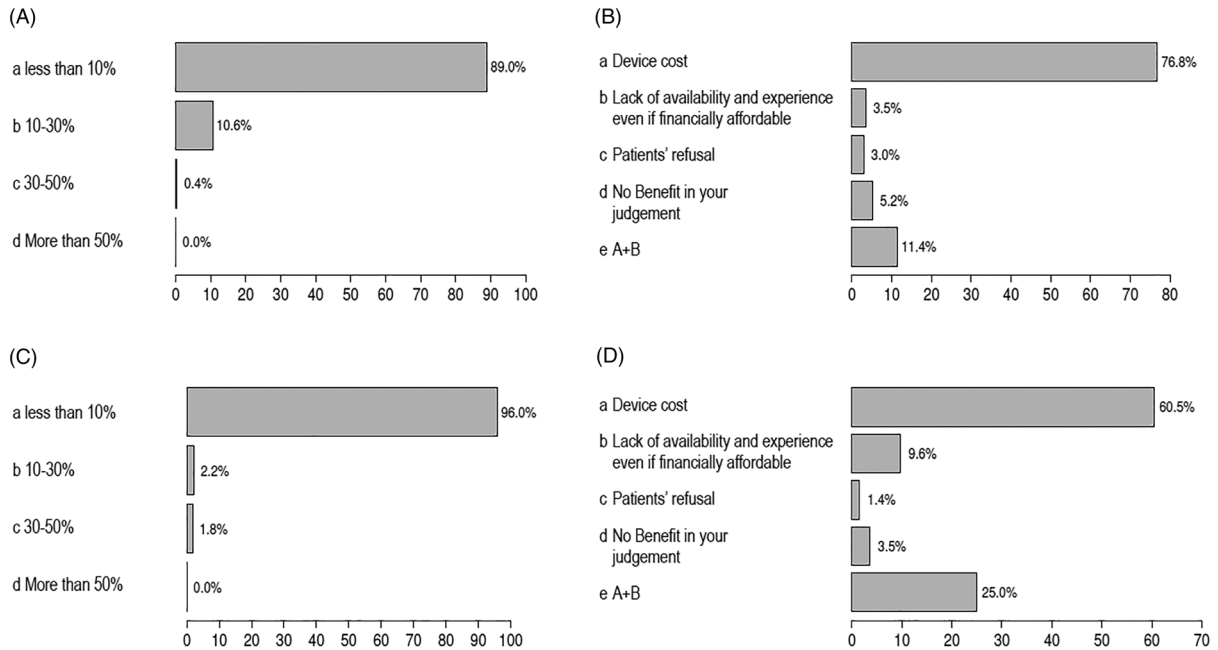 (A)
a less than 10%
89.0%
b 10-30%
10.6%
c 30-50%
0.4%
d More than 50%
0.0%
0 10 20 30 40 50 60 70 80 90 100
(B)
a Device cost
76.8%
b Lack of availability and experience
even if financially affordable
3.5%
c Patients' refusal
3.0%
d No Benefit in your
judgement
5.2%
e A+B
11.4%
0 10 20 30 40 50 60 70 80
(C)
a less than 10%
96.0%
b 10-30%
2.2%
c 30-50%
1.8%
d More than 50%
0.0%
0 10 20 30 40 50 60 70 80 90 100
(D)
a Device cost
60.5%
b Lack of availability and experience
even if financially affordable
9.6%
c Patients' refusal
1.4%
d No Benefit in your
judgement
3.5%
e A+B
25.0%
0 10 20 30 40 50 60 70